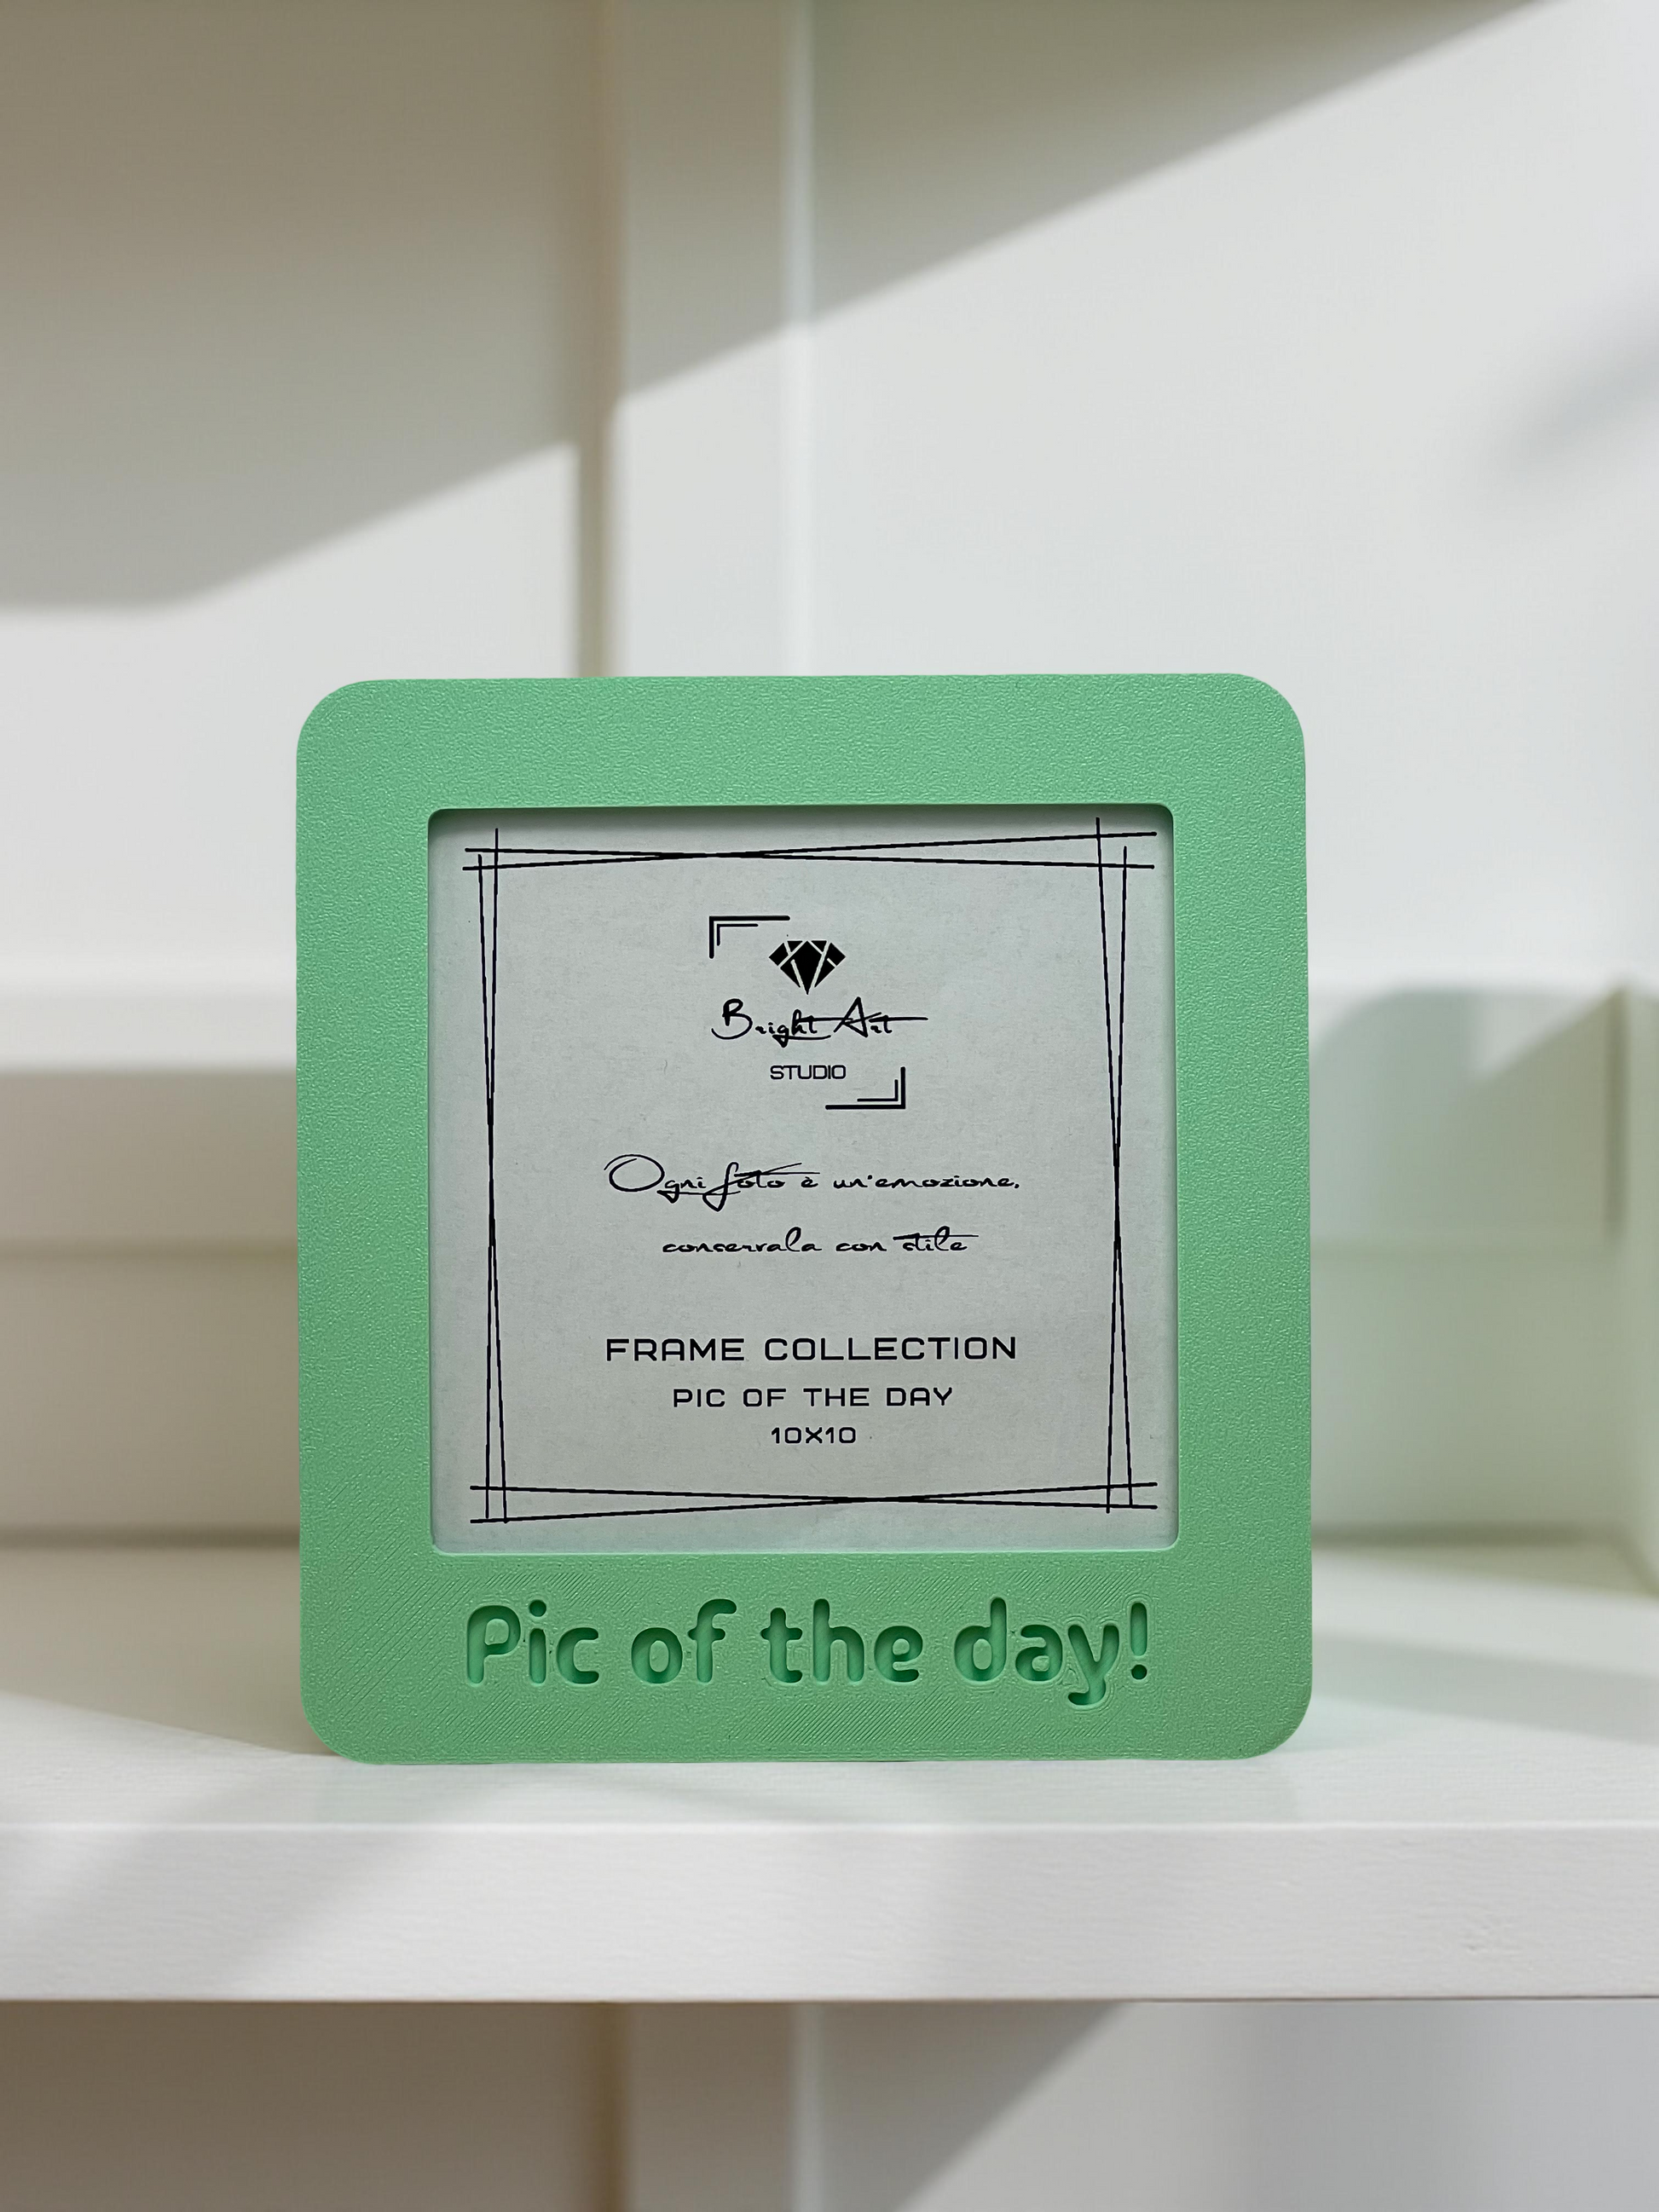 Bright Art
STUDIO
Ogni foto è un'emozione,
conservala con stile
FRAME COLLECTION
PIC OF THE DAY
10X10
Pic of the day!